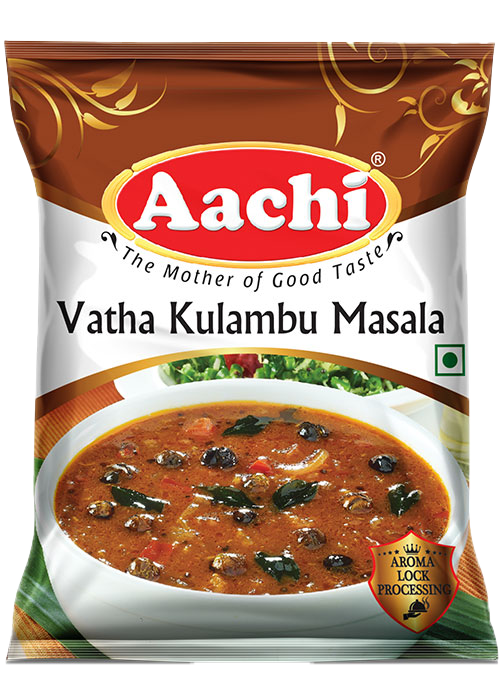 Aachi®
The Mother of Good Taste
Vatha Kulambu Masala
AROMA
LOCK
PROCESSING